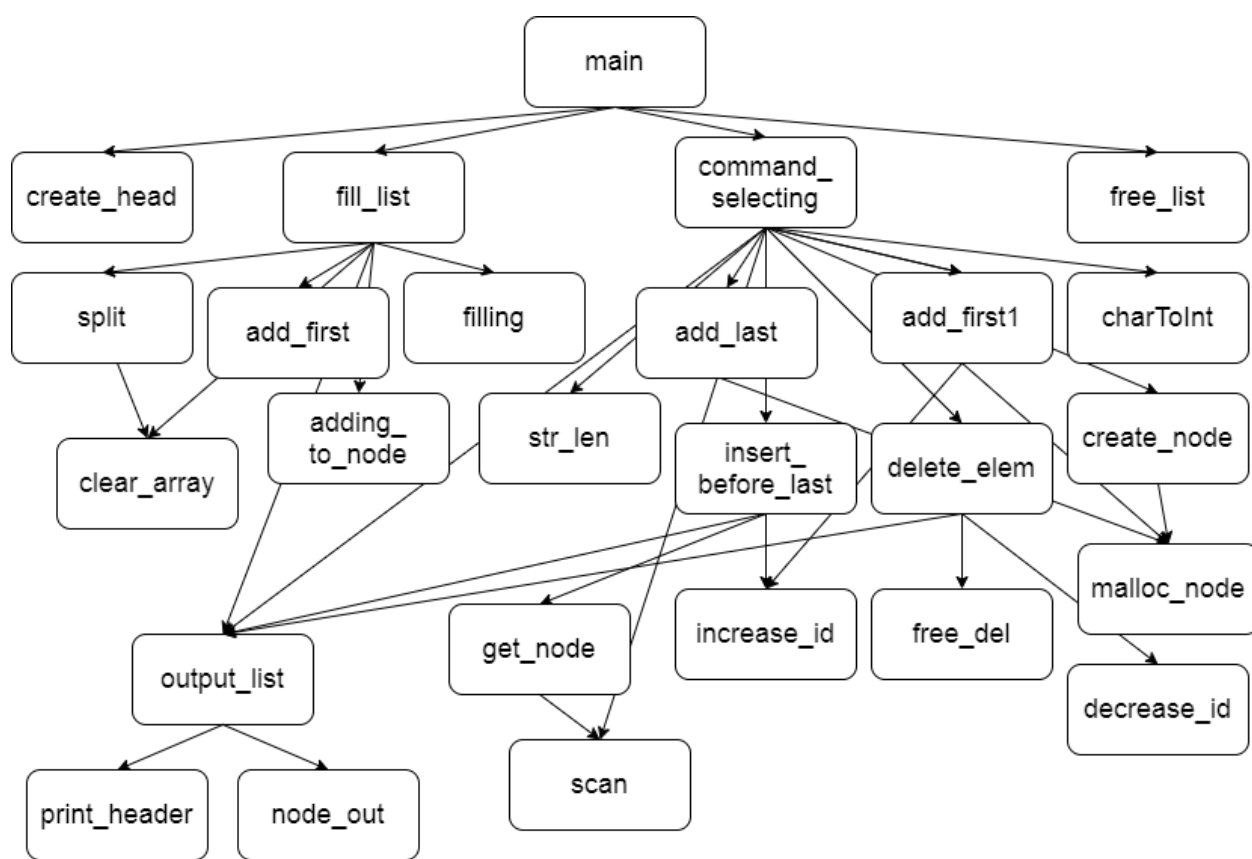 main
create_head
fill_list
command_
selecting
free_list
split
add_first
filling
add_last
add_first1
charToInt
clear_array
adding_
to_node
str_len
insert_
before_last
delete_elem
create_node
output_list
get_node
increase_id
free_del
malloc_node
decrease_id
print_header
node_out
scan